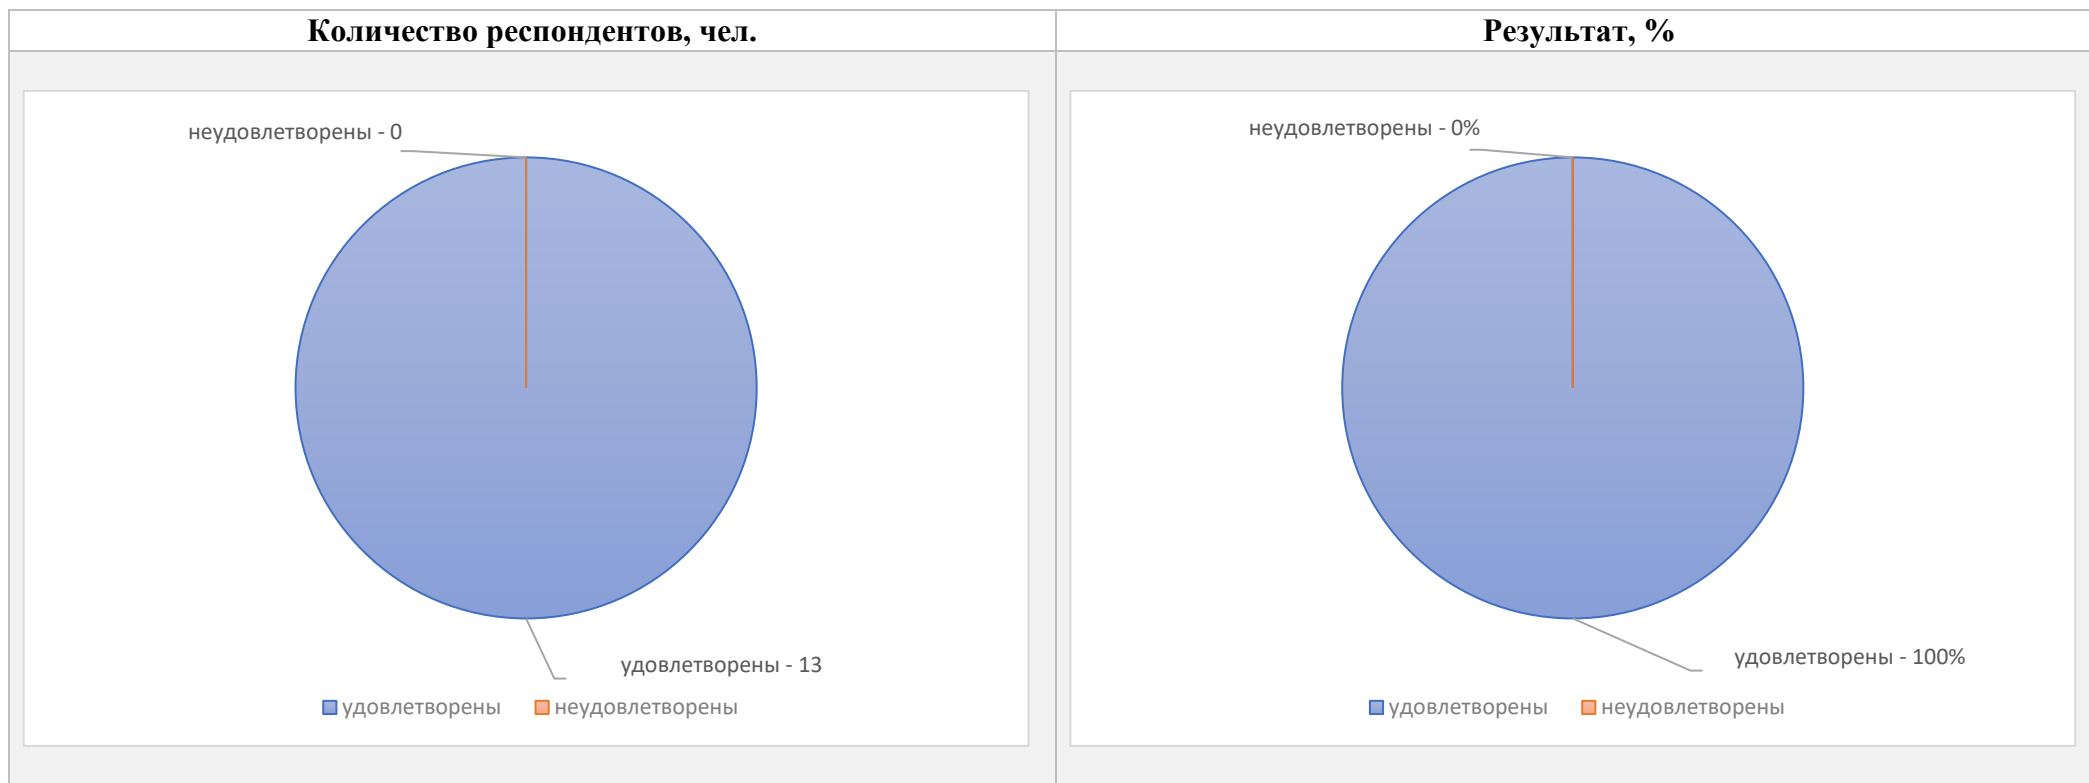 Количество респондентов, чел.
Результат, %
неудовлетворены - 0
удовлетворены - 13
удовлетворены неудовлетворены
неудовлетворены - 0%
удовлетворены - 100%
удовлетворены неудовлетворены